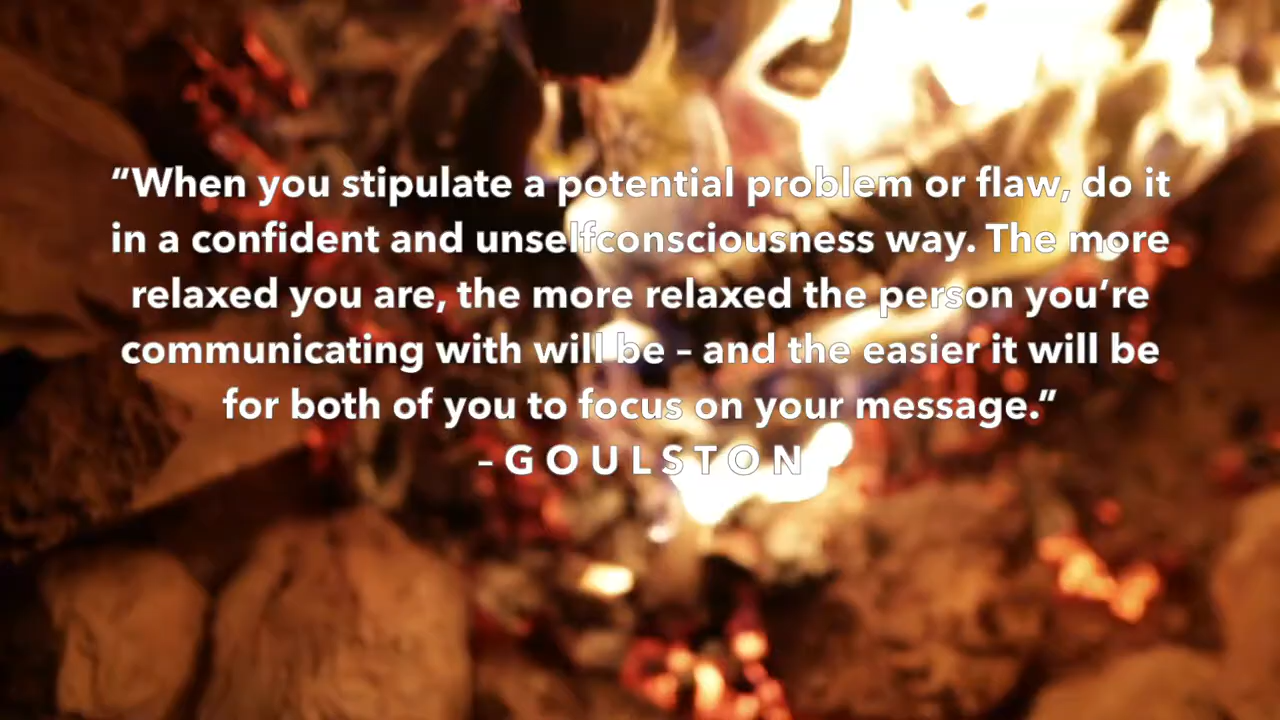 “When you stipulate a potential problem or flaw, do it
in a confident and unselfconsciousness way. The more
relaxed you are, the more relaxed the person you’re
communicating with will be – and the easier it will be
for both of you to focus on your message.”
– G O U L S T O N